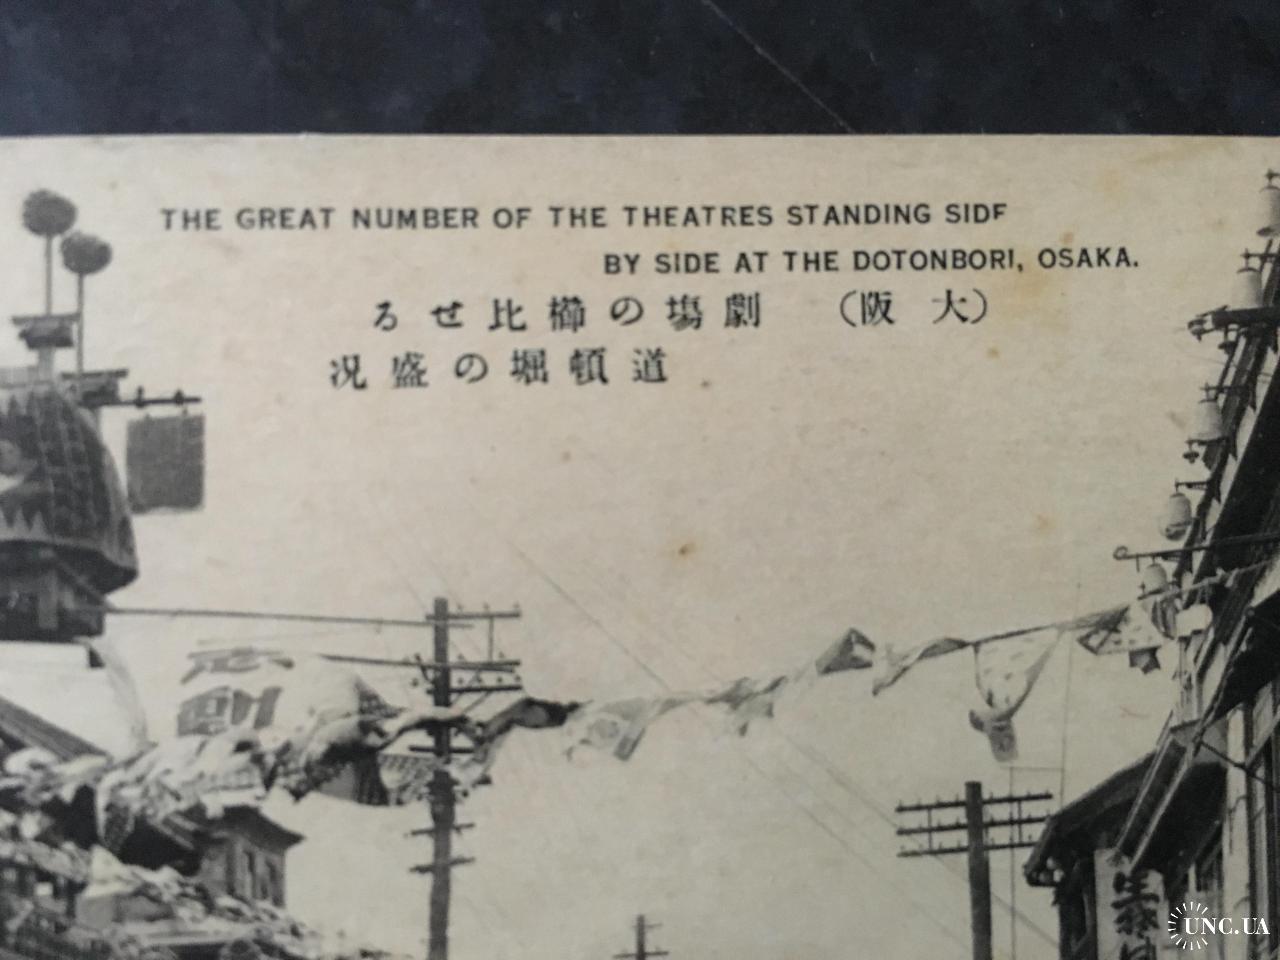 THE GREAT NUMBER OF THE THEATRES STANDING SIDE
BY SIDE AT THE DOTONBORI, OSAKA.
（大阪）劇場の櫛比せる
道頓堀の盛況
UNC.UA